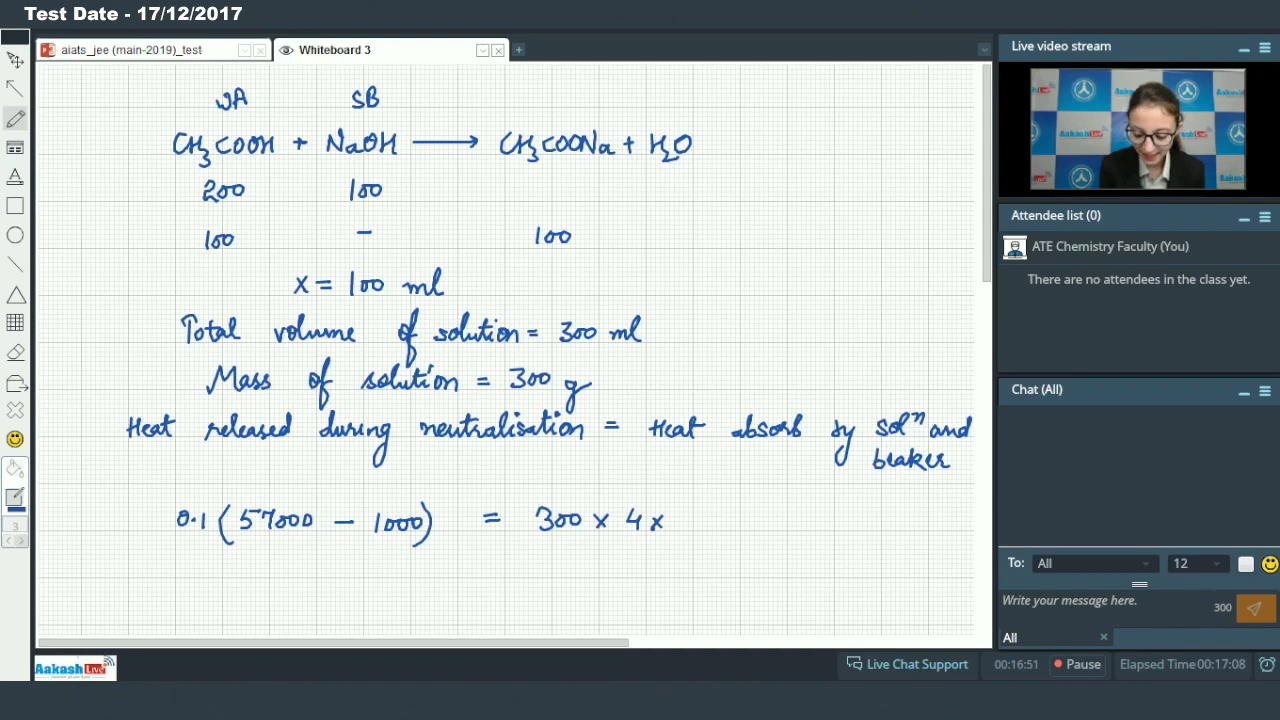 Test Date - 17/12/2017
aiats_jee (main-2019)_test
Whiteboard 3
WA SB
CH3COOH + NaOH ⟶ CH3COONa + H2O
200 100
100 – 100
x = 100 ml
Total volume of solution = 300 ml
Mass of solution = 300 g
Heat released during neutralisation = Heat absorb by solⁿ and
beaker
0.1 (57000 – 1000) = 300 × 4 ×
3
Live video stream
AakashLive
Attendee list (0)
ATE Chemistry Faculty (You)
There are no attendees in the class yet.
Chat (All)
To: All 12
Write your message here.
300
All
Aakash Live
Live Chat Support
00:16:51
Pause
Elapsed Time 00:17:08